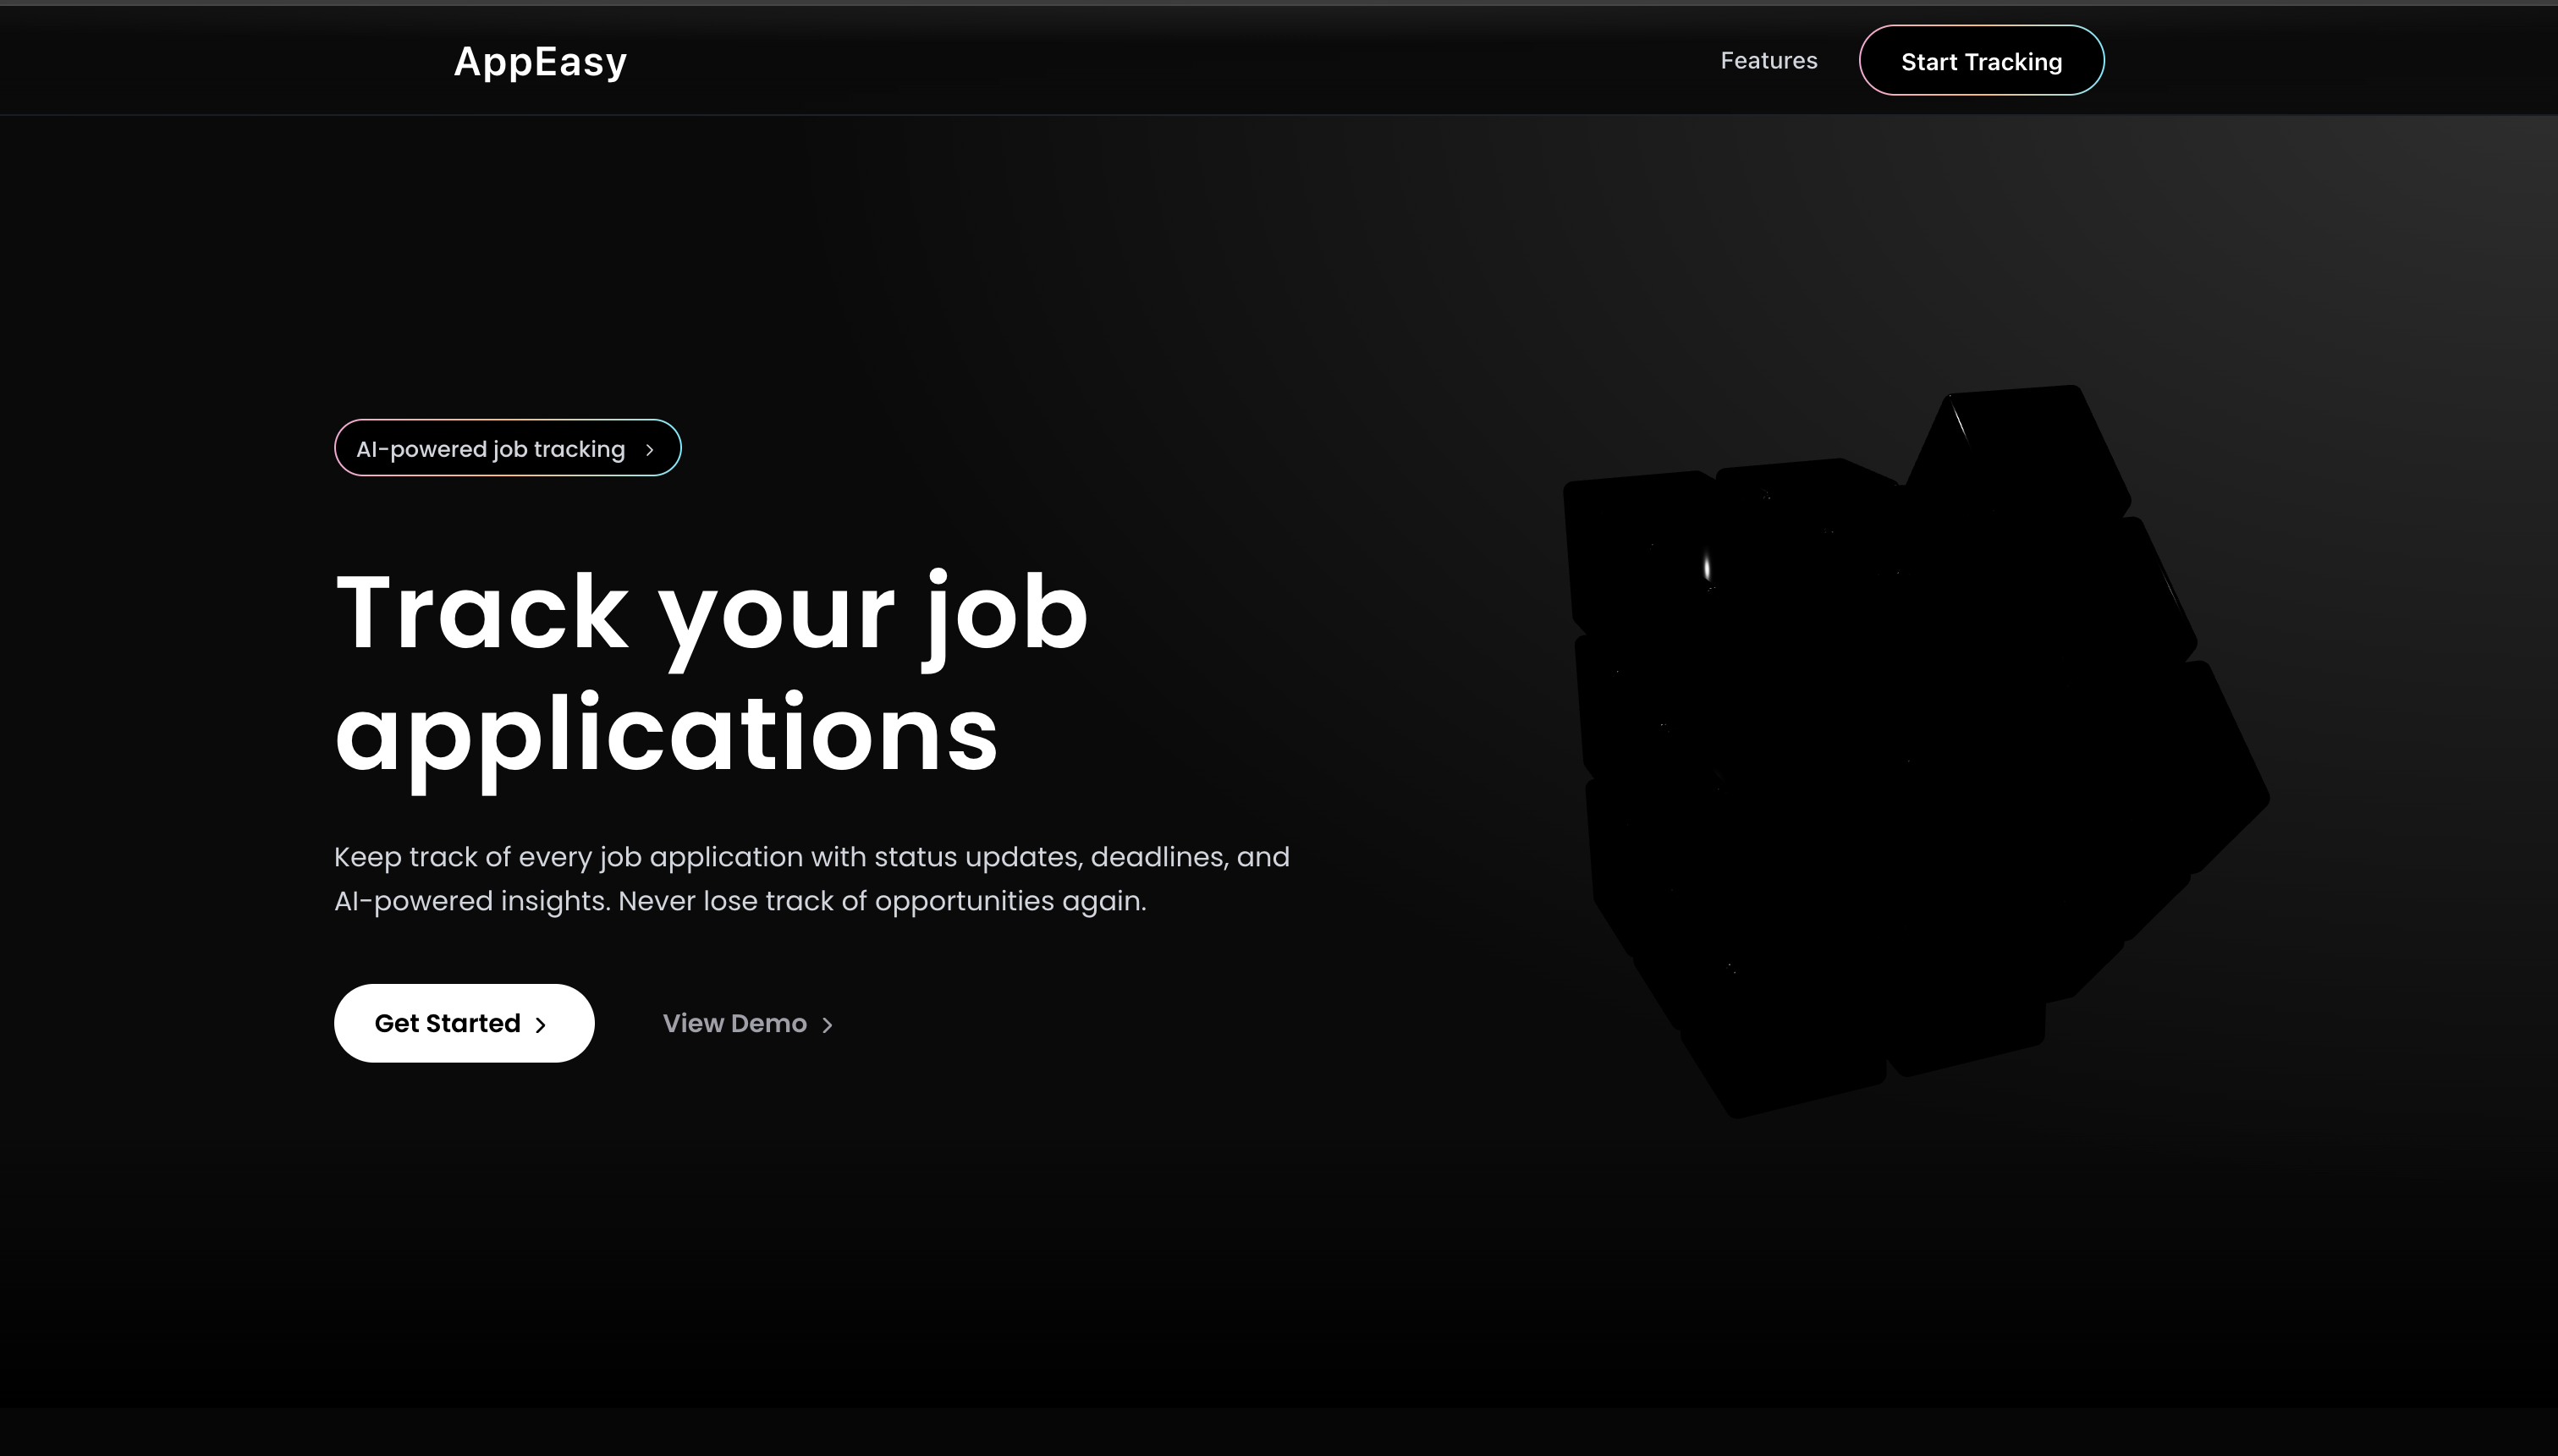 AppEasy
Features
Start Tracking
AI-powered job tracking
Track your job
applications
Keep track of every job application with status updates, deadlines, and
AI-powered insights. Never lose track of opportunities again.
Get Started
View Demo